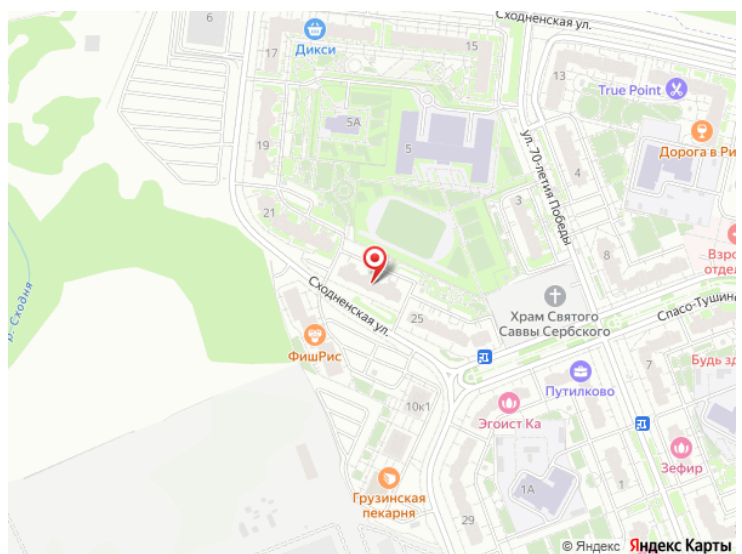 Сходненская ул.
6
Дикси
17
15
13
True Point
5А
5
Дорога в Ри
19
ул. 70-летия Победы
4
3
21
8
Взро
отдел
р. Сходня
Сходненская ул.
Храм Святого
Саввы Сербского
Спасо-Тушинс
25
ФишРис
7
Будь зд
Путилково
10к1
Эгоист Ка
Зефир
Грузинская
пекарня
1А
1
29
© Яндекс Яндекс Карты